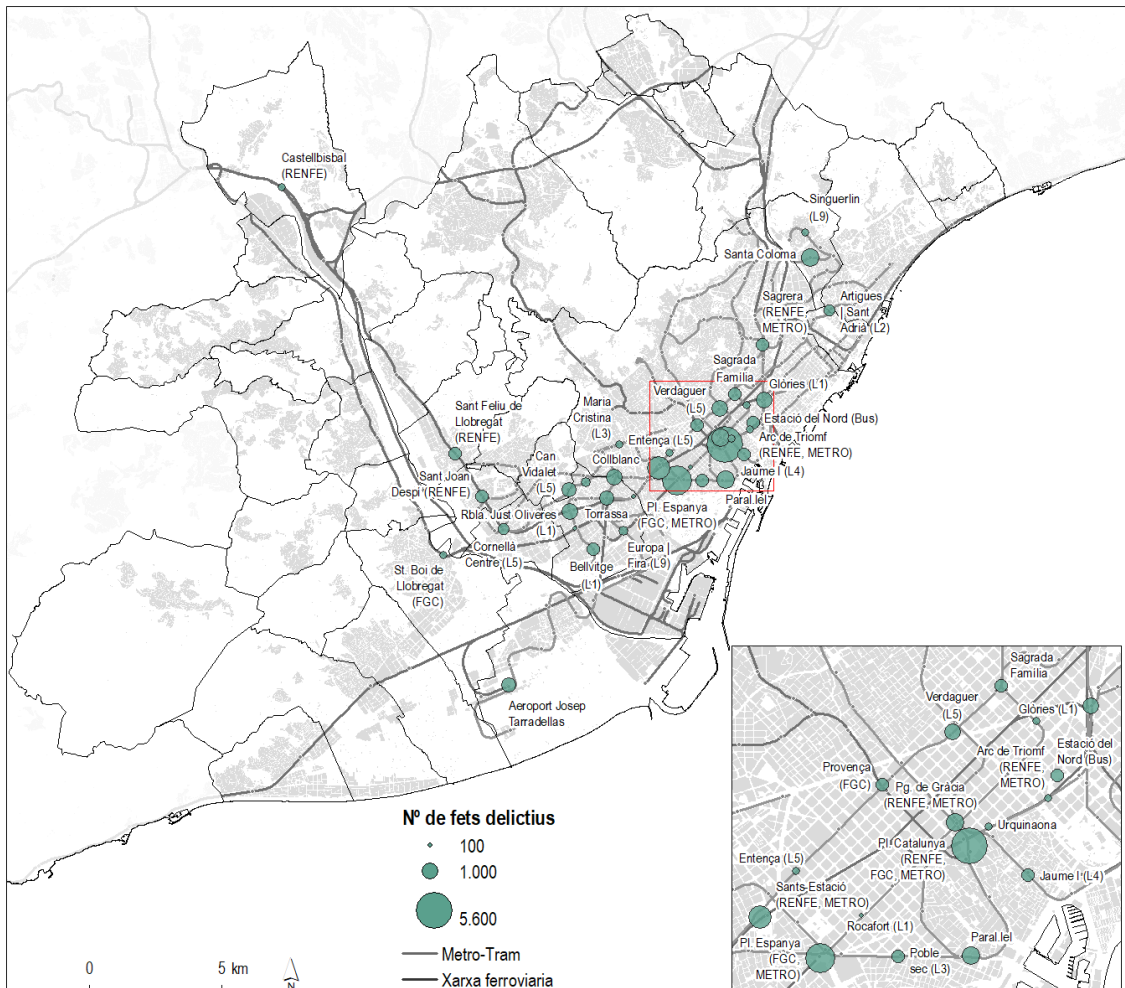 Castellbisbal
(RENFE)
Singuerlin
(L9)
Santa Coloma
Sagrera
(RENFE,
METRO)
Artigues
| Sant
Adrià (L2)
Sagrada
Família
Glòries (L1)
Verdaguer
(L5)
Estació del Nord (Bus)
Maria
Cristina
(L3)
Sant Feliu de
Llobregat
(RENFE)
Entença (L5)
Arc de Triomf
(RENFE, METRO)
Can
Vidalet
(L5)
Collblanc
Sant Joan
Despí (RENFE)
Jaume I (L4)
Paral.lel
Rbla. Just Oliveres
(L1)
Torrassa
Pl. Espanya
(FGC, METRO)
Cornellà
Centre (L5)
Europa |
Fira (L9)
Bellvitge
(L1)
St. Boi de
Llobregat
(FGC)
Aeroport Josep
Tarradellas
Nº de fets delictius
100
1.000
5.600
Metro-Tram
Xarxa ferroviaria
0 5 km
N
Sagrada
Família
Verdaguer
(L5)
Glòries (L1)
Arc de Triomf
(RENFE,
METRO)
Estació del
Nord (Bus)
Provença
(FGC)
Pg. de Gràcia
(RENFE, METRO)
Urquinaona
Pl. Catalunya
(RENFE,
FGC, METRO)
Entença (L5)
Jaume I (L4)
Sants-Estació
(RENFE, METRO)
Rocafort (L1)
Pl. Espanya
(FGC,
METRO)
Poble
sec (L3)
Paral.lel